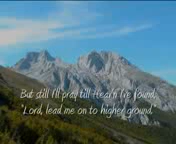 But still I'll pray till Heav'n I've found,
"Lord, lead me on to higher ground."